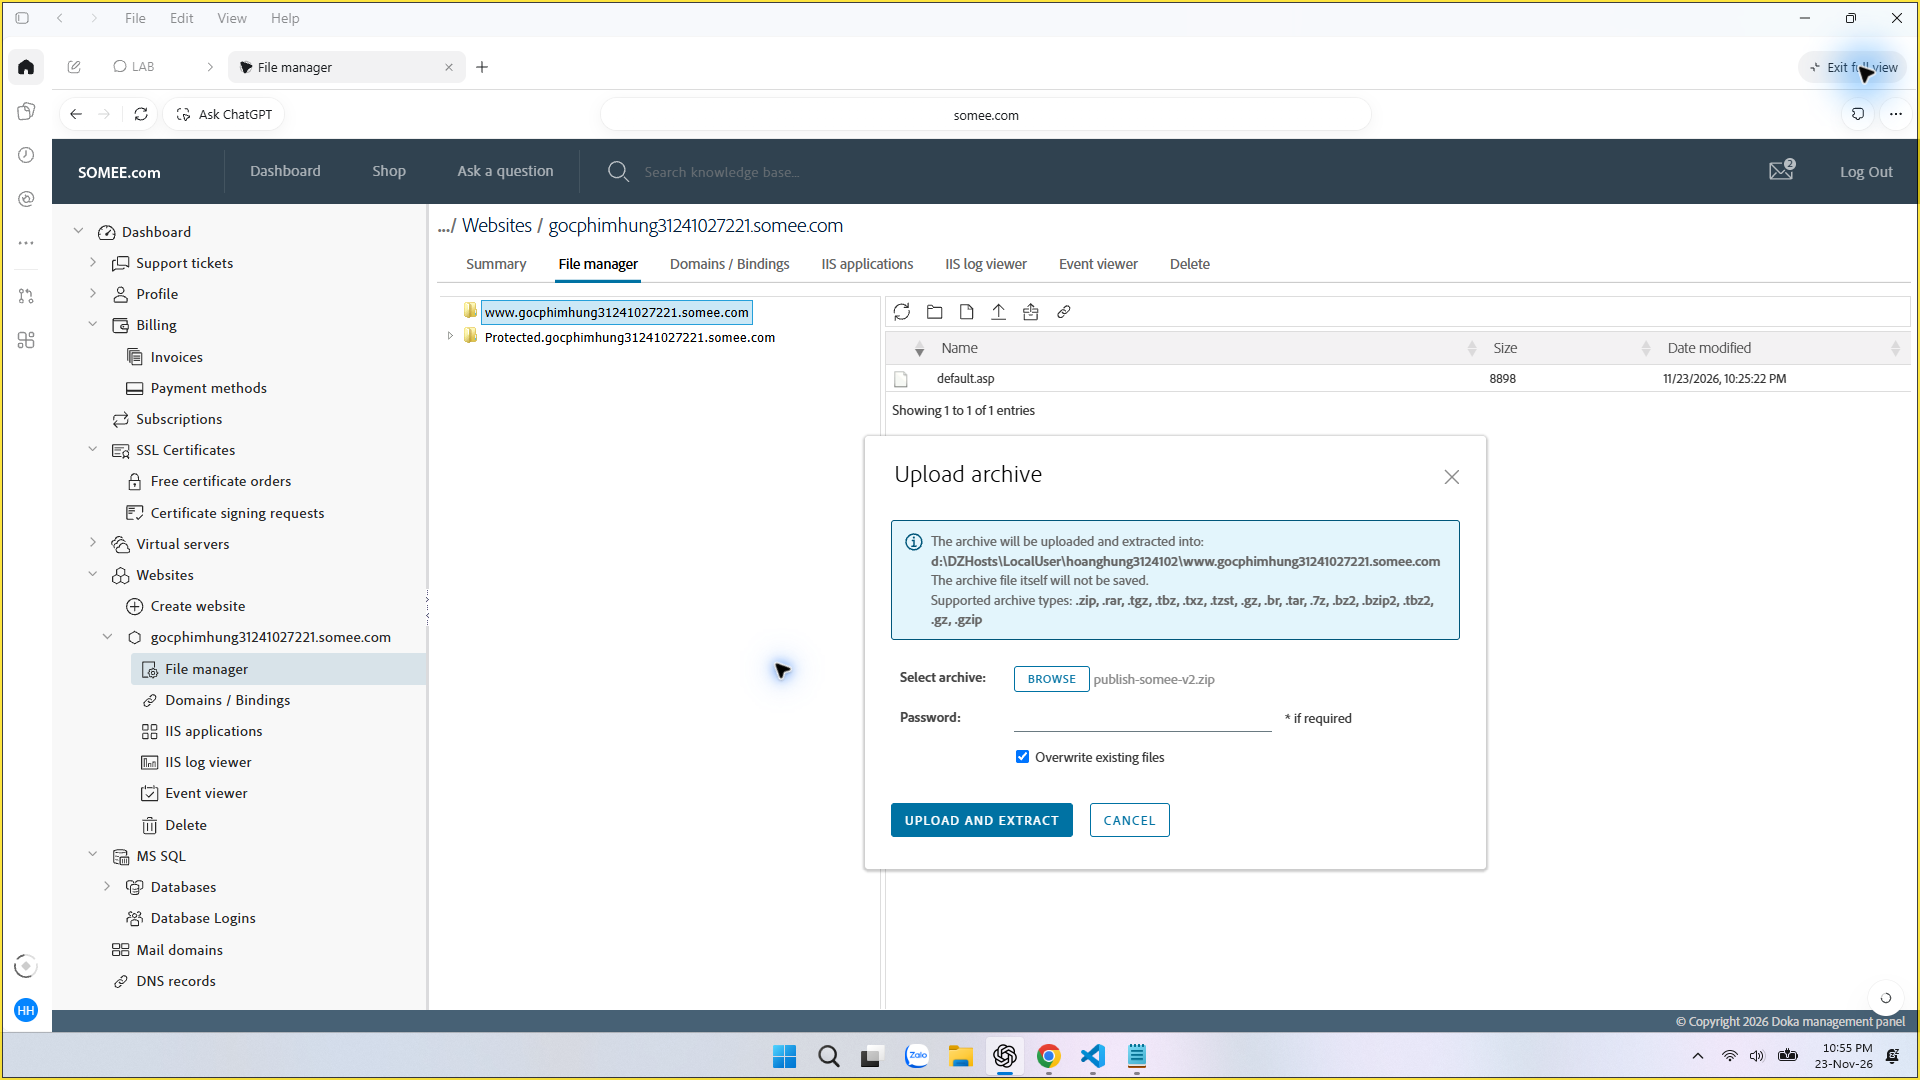 File Edit View Help
LAB
File manager
Exit full view
Ask ChatGPT
somee.com
SOMEE.com
Dashboard
Shop
Ask a question
Search knowledge base...
2
Log Out
Dashboard
Support tickets
Profile
Billing
Invoices
Payment methods
Subscriptions
SSL Certificates
Free certificate orders
Certificate signing requests
Virtual servers
Websites
Create website
gocphimhung31241027221.somee.com
File manager
Domains / Bindings
IIS applications
IIS log viewer
Event viewer
Delete
MS SQL
Databases
Database Logins
Mail domains
DNS records
HH
.../ Websites / gocphimhung31241027221.somee.com
Summary File manager Domains / Bindings IIS applications IIS log viewer Event viewer Delete
www.gocphimhung31241027221.somee.com
Protected.gocphimhung31241027221.somee.com
Name Size Date modified
default.asp 8898 11/23/2026, 10:25:22 PM
Showing 1 to 1 of 1 entries
Upload archive
The archive will be uploaded and extracted into:
d:\DZHosts\LocalUser\hoanghung3124102\www.gocphimhung31241027221.somee.com
The archive file itself will not be saved.
Supported archive types: .zip, .rar, .tgz, .tbz, .txz, .tzst, .gz, .br, .tar, .7z, .bz2, .bzip2, .tbz2,
.gz, .gzip
Select archive: BROWSE publish-somee-v2.zip
Password: * if required
Overwrite existing files
UPLOAD AND EXTRACT CANCEL
© Copyright 2026 Doka management panel
Zalo
10:55 PM
23-Nov-26